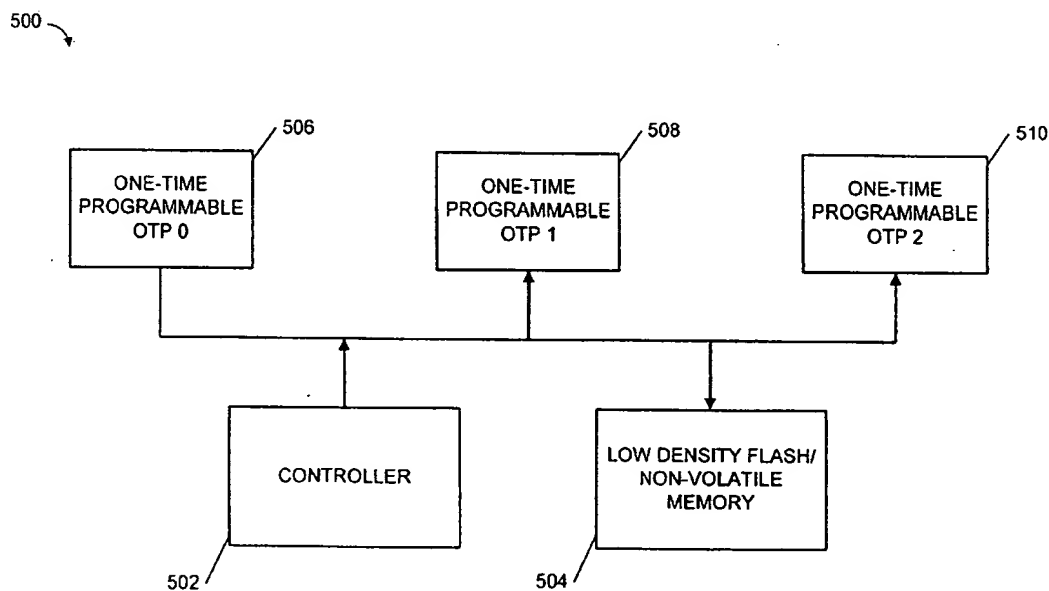 500
506
508
510
ONE-TIME
PROGRAMMABLE
OTP 0
ONE-TIME
PROGRAMMABLE
OTP 1
ONE-TIME
PROGRAMMABLE
OTP 2
CONTROLLER
LOW DENSITY FLASH/
NON-VOLATILE
MEMORY
502
504